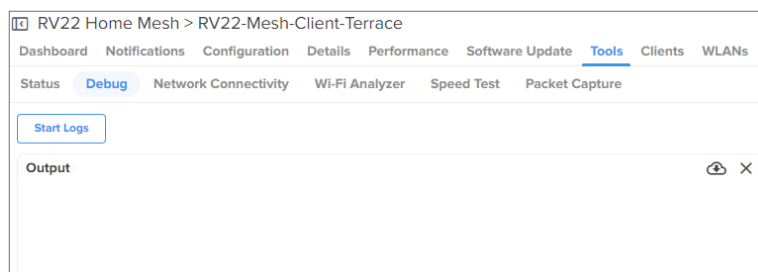 RV22 Home Mesh > RV22-Mesh-Client-Terrace
Dashboard Notifications Configuration Details Performance Software Update Tools Clients WLANs
Status Debug Network Connectivity Wi-Fi Analyzer Speed Test Packet Capture
Start Logs
Output